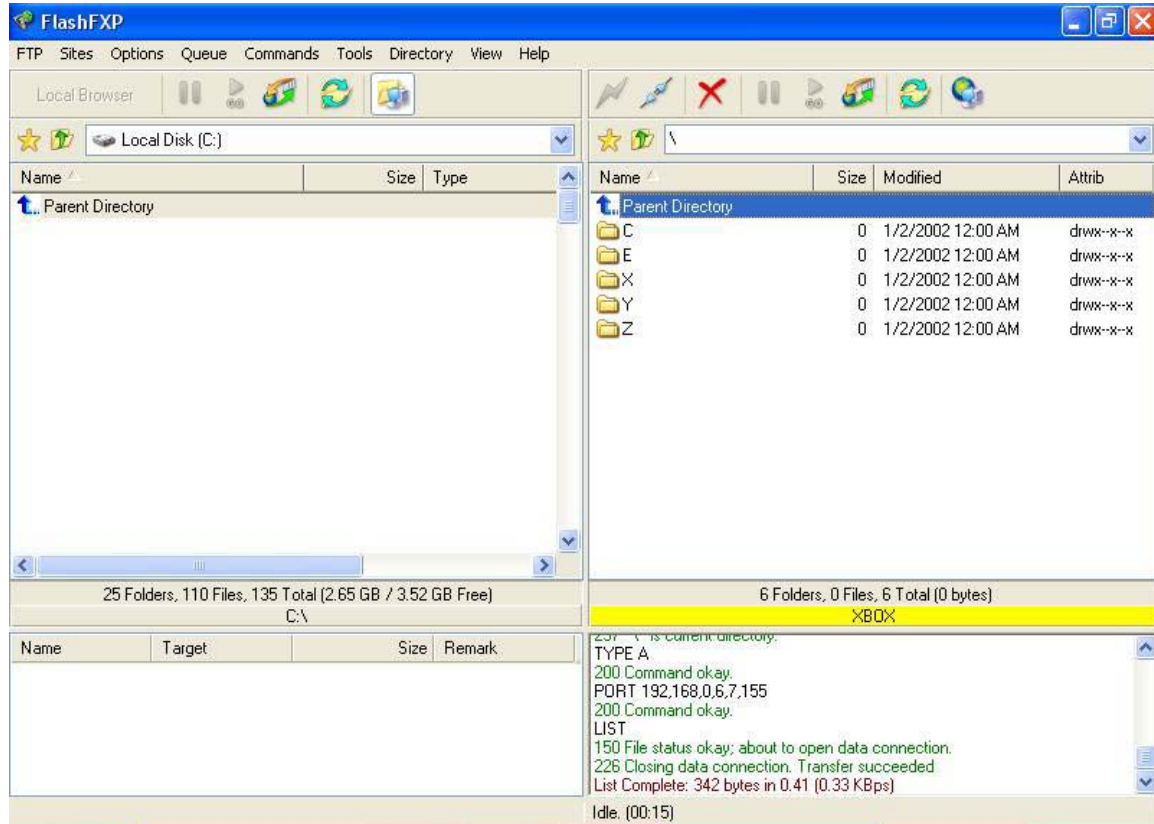 FlashFXP
FTP Sites Options Queue Commands Tools Directory View Help
Local Browser
Local Disk (C:)
\
Name Size Type
Parent Directory
Name Size Modified Attrib
Parent Directory
C 0 1/2/2002 12:00 AM drwx--x--x
E 0 1/2/2002 12:00 AM drwx--x--x
X 0 1/2/2002 12:00 AM drwx--x--x
Y 0 1/2/2002 12:00 AM drwx--x--x
Z 0 1/2/2002 12:00 AM drwx--x--x
25 Folders, 110 Files, 135 Total (2.65 GB / 3.52 GB Free)
C:\
6 Folders, 0 Files, 6 Total (0 bytes)
XBOX
Name Target Size Remark
257 "\" is current directory.
TYPE A
200 Command okay.
PORT 192,168,0,6,7,155
200 Command okay.
LIST
150 File status okay; about to open data connection.
226 Closing data connection. Transfer succeeded
List Complete: 342 bytes in 0.41 (0.33 KBps)
Idle. (00:15)